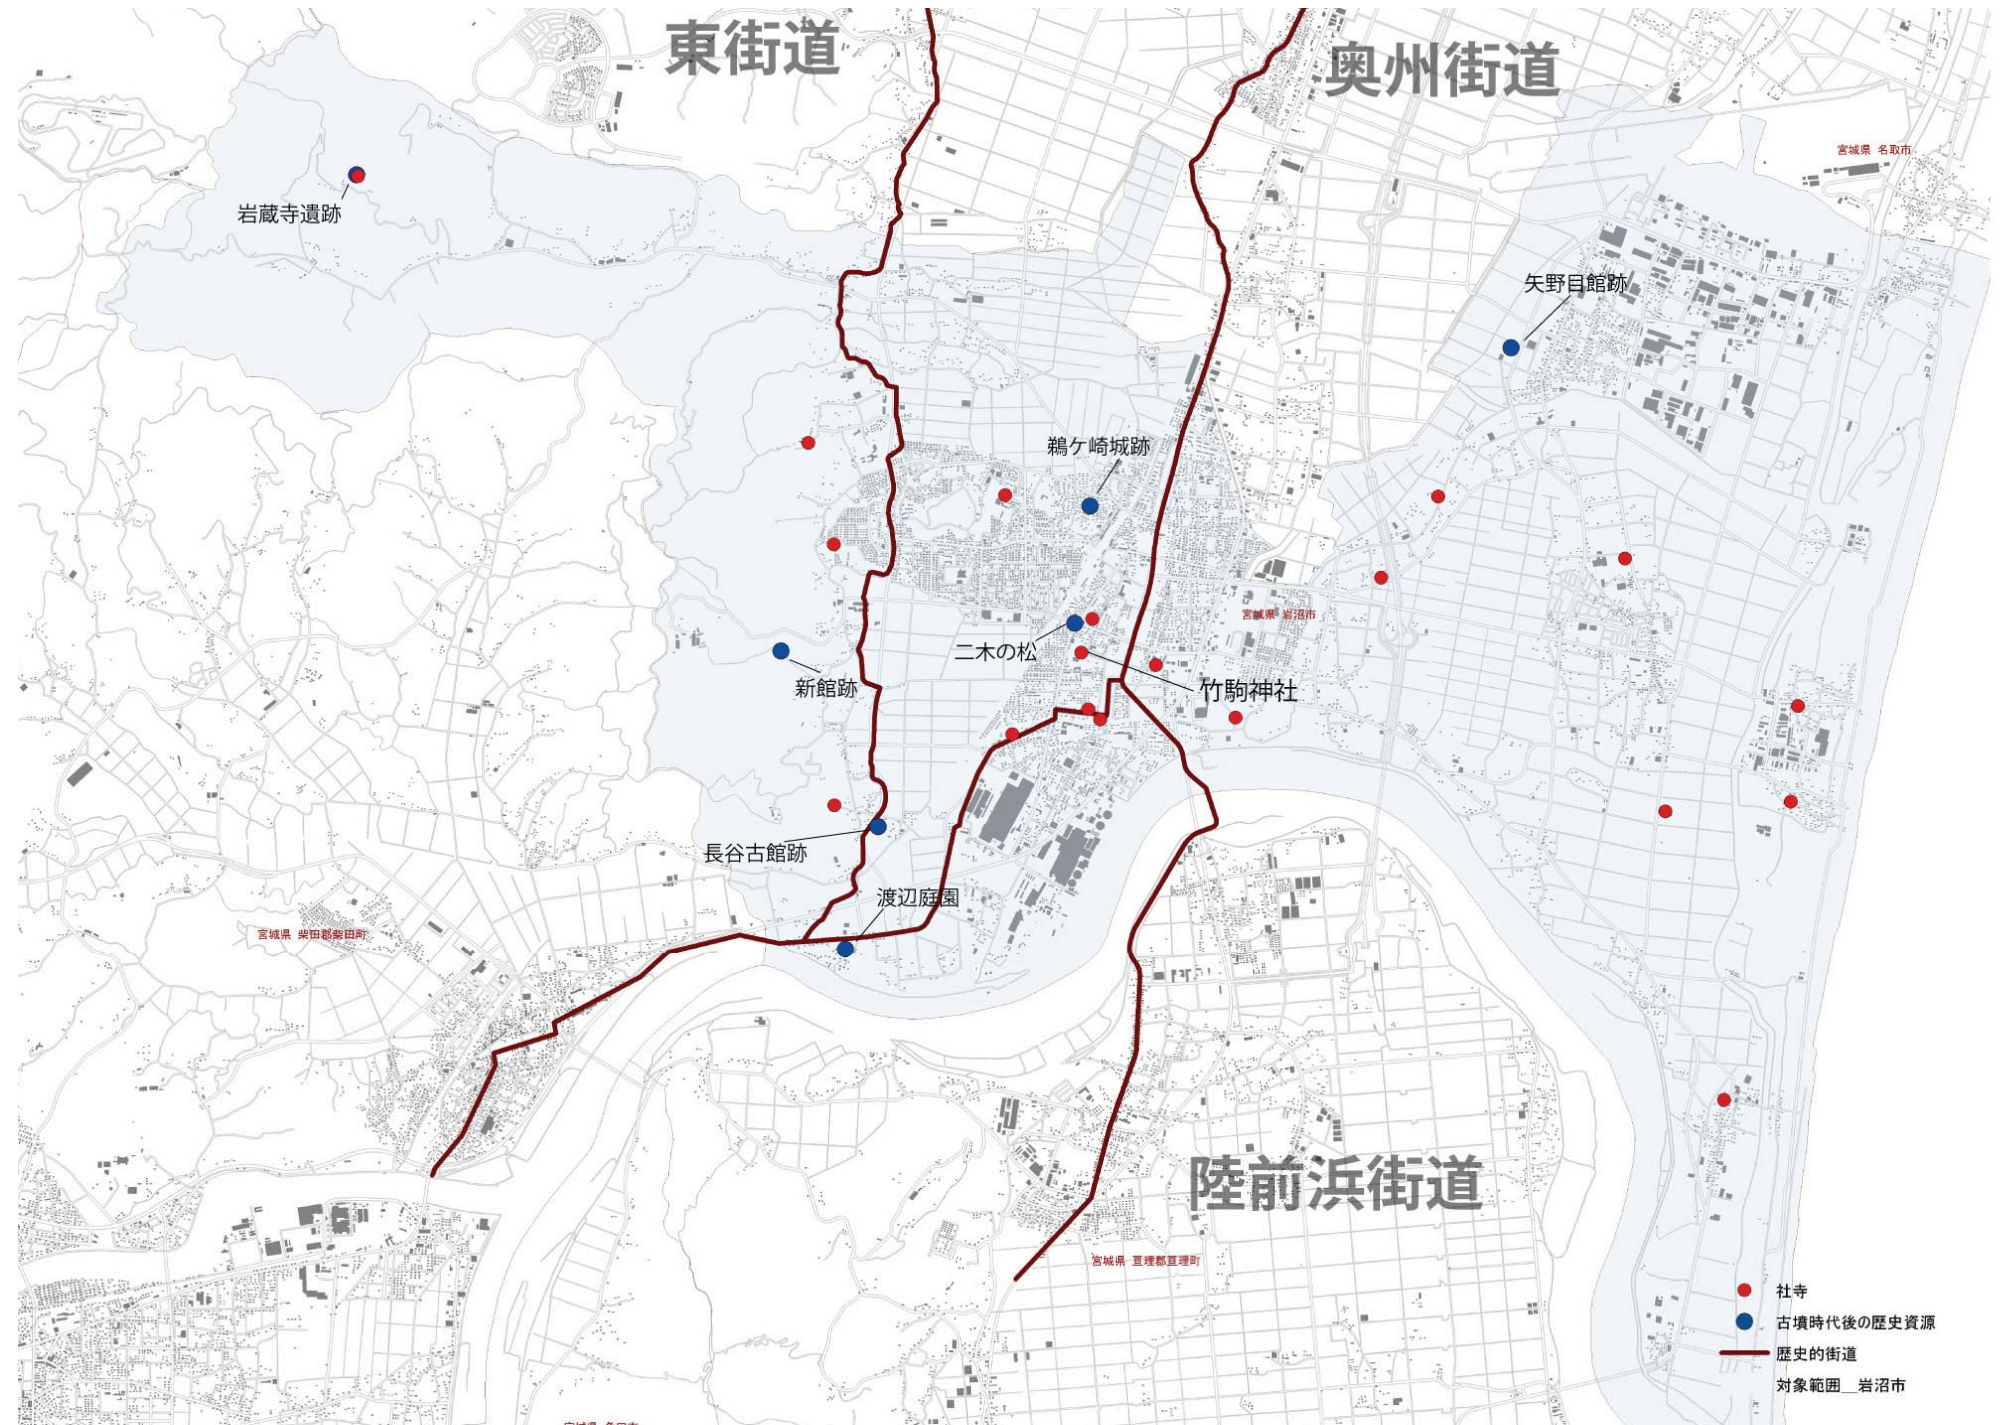 東街道
奥州街道
宮城県 名取市
岩蔵寺遺跡
矢野目館跡
鵜ケ崎城跡
宮城県 岩沼市
二木の松
新館跡
竹駒神社
長谷古館跡
渡辺庭園
宮城県 柴田郡柴田町
陸前浜街道
宮城県 亘理郡亘理町
社寺
古墳時代後の歴史資源
歴史的街道
対象範囲__岩沼市